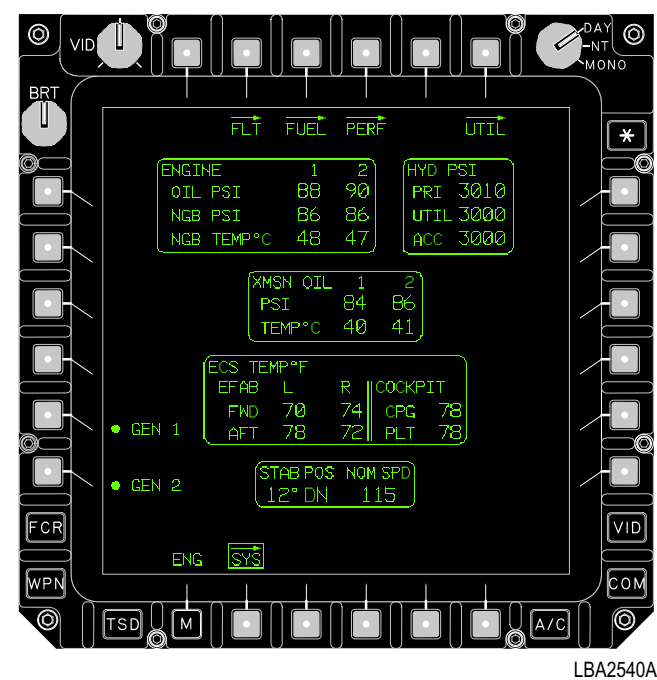 DAY
VID NT
MONO
BRT
FLT FUEL PERF UTIL
*
ENGINE 1 2
OIL PSI 88 90
NGB PSI 86 86
NGB TEMP°C 48 47
HYD PSI
PRI 3010
UTIL 3000
ACC 3000
XMSN OIL 1 2
PSI 84 86
TEMP°C 40 41
ECS TEMP°F
EFAB L R COCKPIT
FWD 70 74 CPG 78
AFT 78 72 PLT 78
GEN 1
STAB POS NOM SPD
12° DN 115
GEN 2
FCR VID
ENG SYS
WPN COM
TSD M A/C
LBA2540A